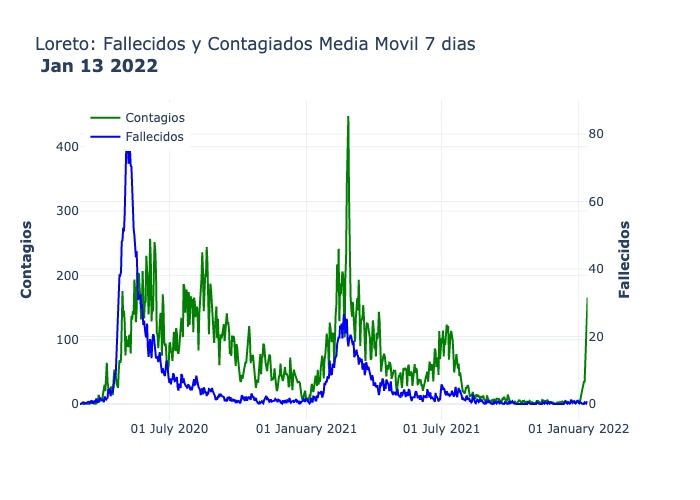 Loreto: Fallecidos y Contagiados Media Movil 7 dias
Jan 13 2022
Contagios
Fallecidos
400
300
200
100
0
80
60
40
20
0
Contagios
Fallecidos
01 July 2020
01 January 2021
01 July 2021
01 January 2022